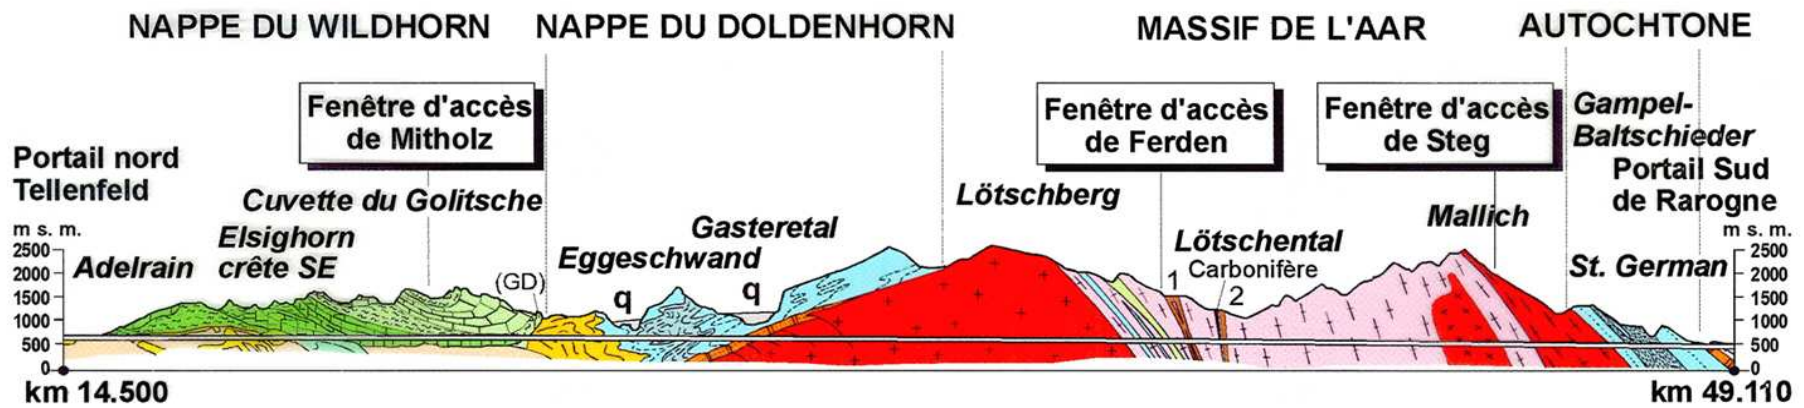 NAPPE DU WILDHORN
NAPPE DU DOLDENHORN
MASSIF DE L'AAR
AUTOCHTONE
Fenêtre d'accès
de Mitholz
Fenêtre d'accès
de Ferden
Fenêtre d'accès
de Steg
Gampel-
Baltschieder
Portail Sud
de Rarogne
Portail nord
Tellenfeld
Cuvette du Golitsche
Lötschberg
Mallich
Gasteretal
Elsighorn
crête SE
Adelrain
Eggeschwand
Lötschental
Carbonifère
St. German
m s. m.
2500
2000
1500
1000
500
0
(GD)
q
q
1
2
m s. m.
2500
2000
1500
1000
500
0
km 14.500
km 49.110